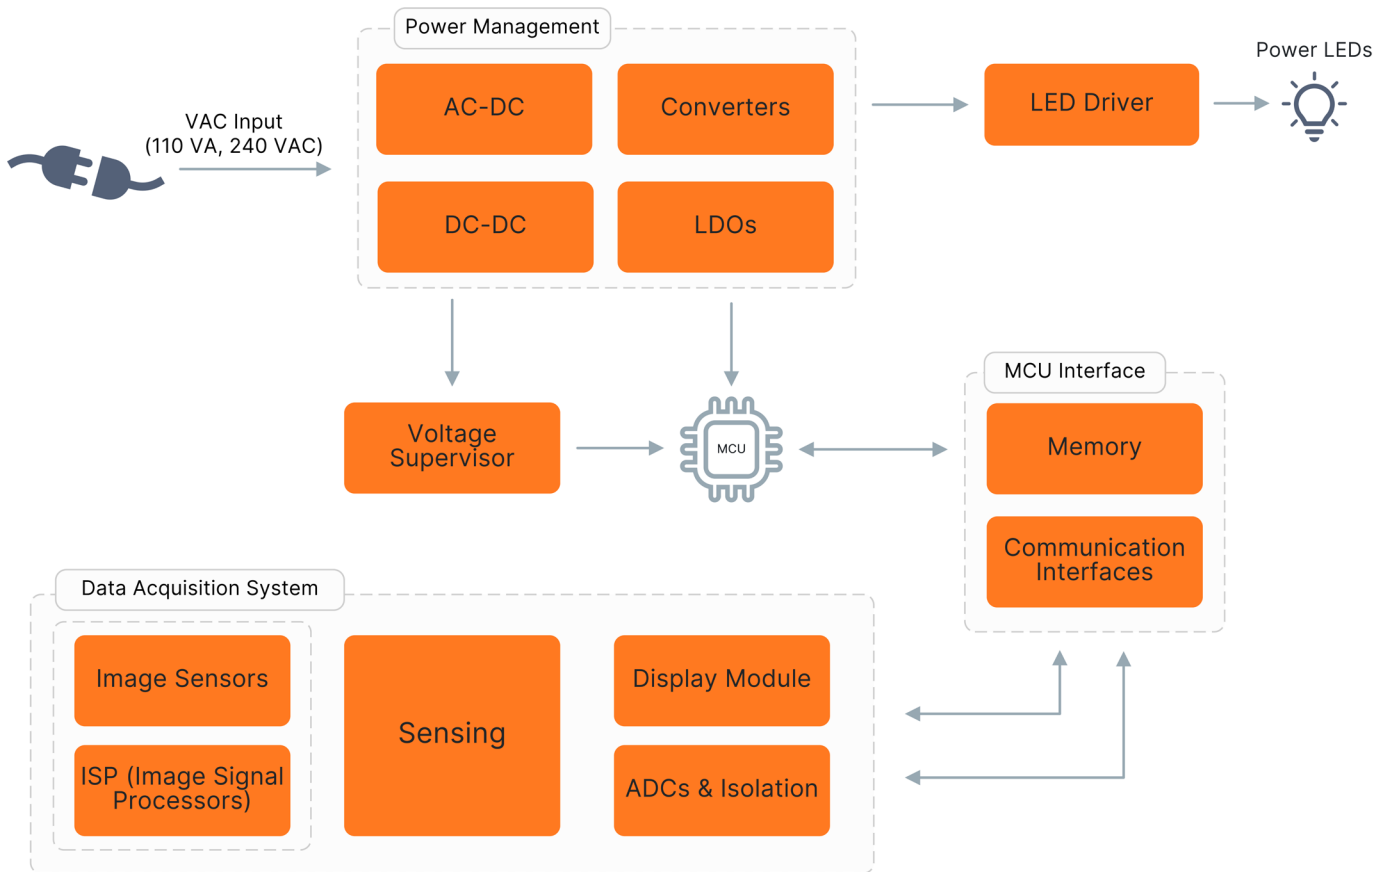 Power Management
Power LEDs
AC-DC
Converters
LED Driver
VAC Input
(110 VA, 240 VAC)
DC-DC
LDOs
MCU Interface
Voltage
Supervisor
MCU
Memory
Communication
Interfaces
Data Acquisition System
Image Sensors
Sensing
Display Module
ISP (Image Signal
Processors)
ADCs & Isolation